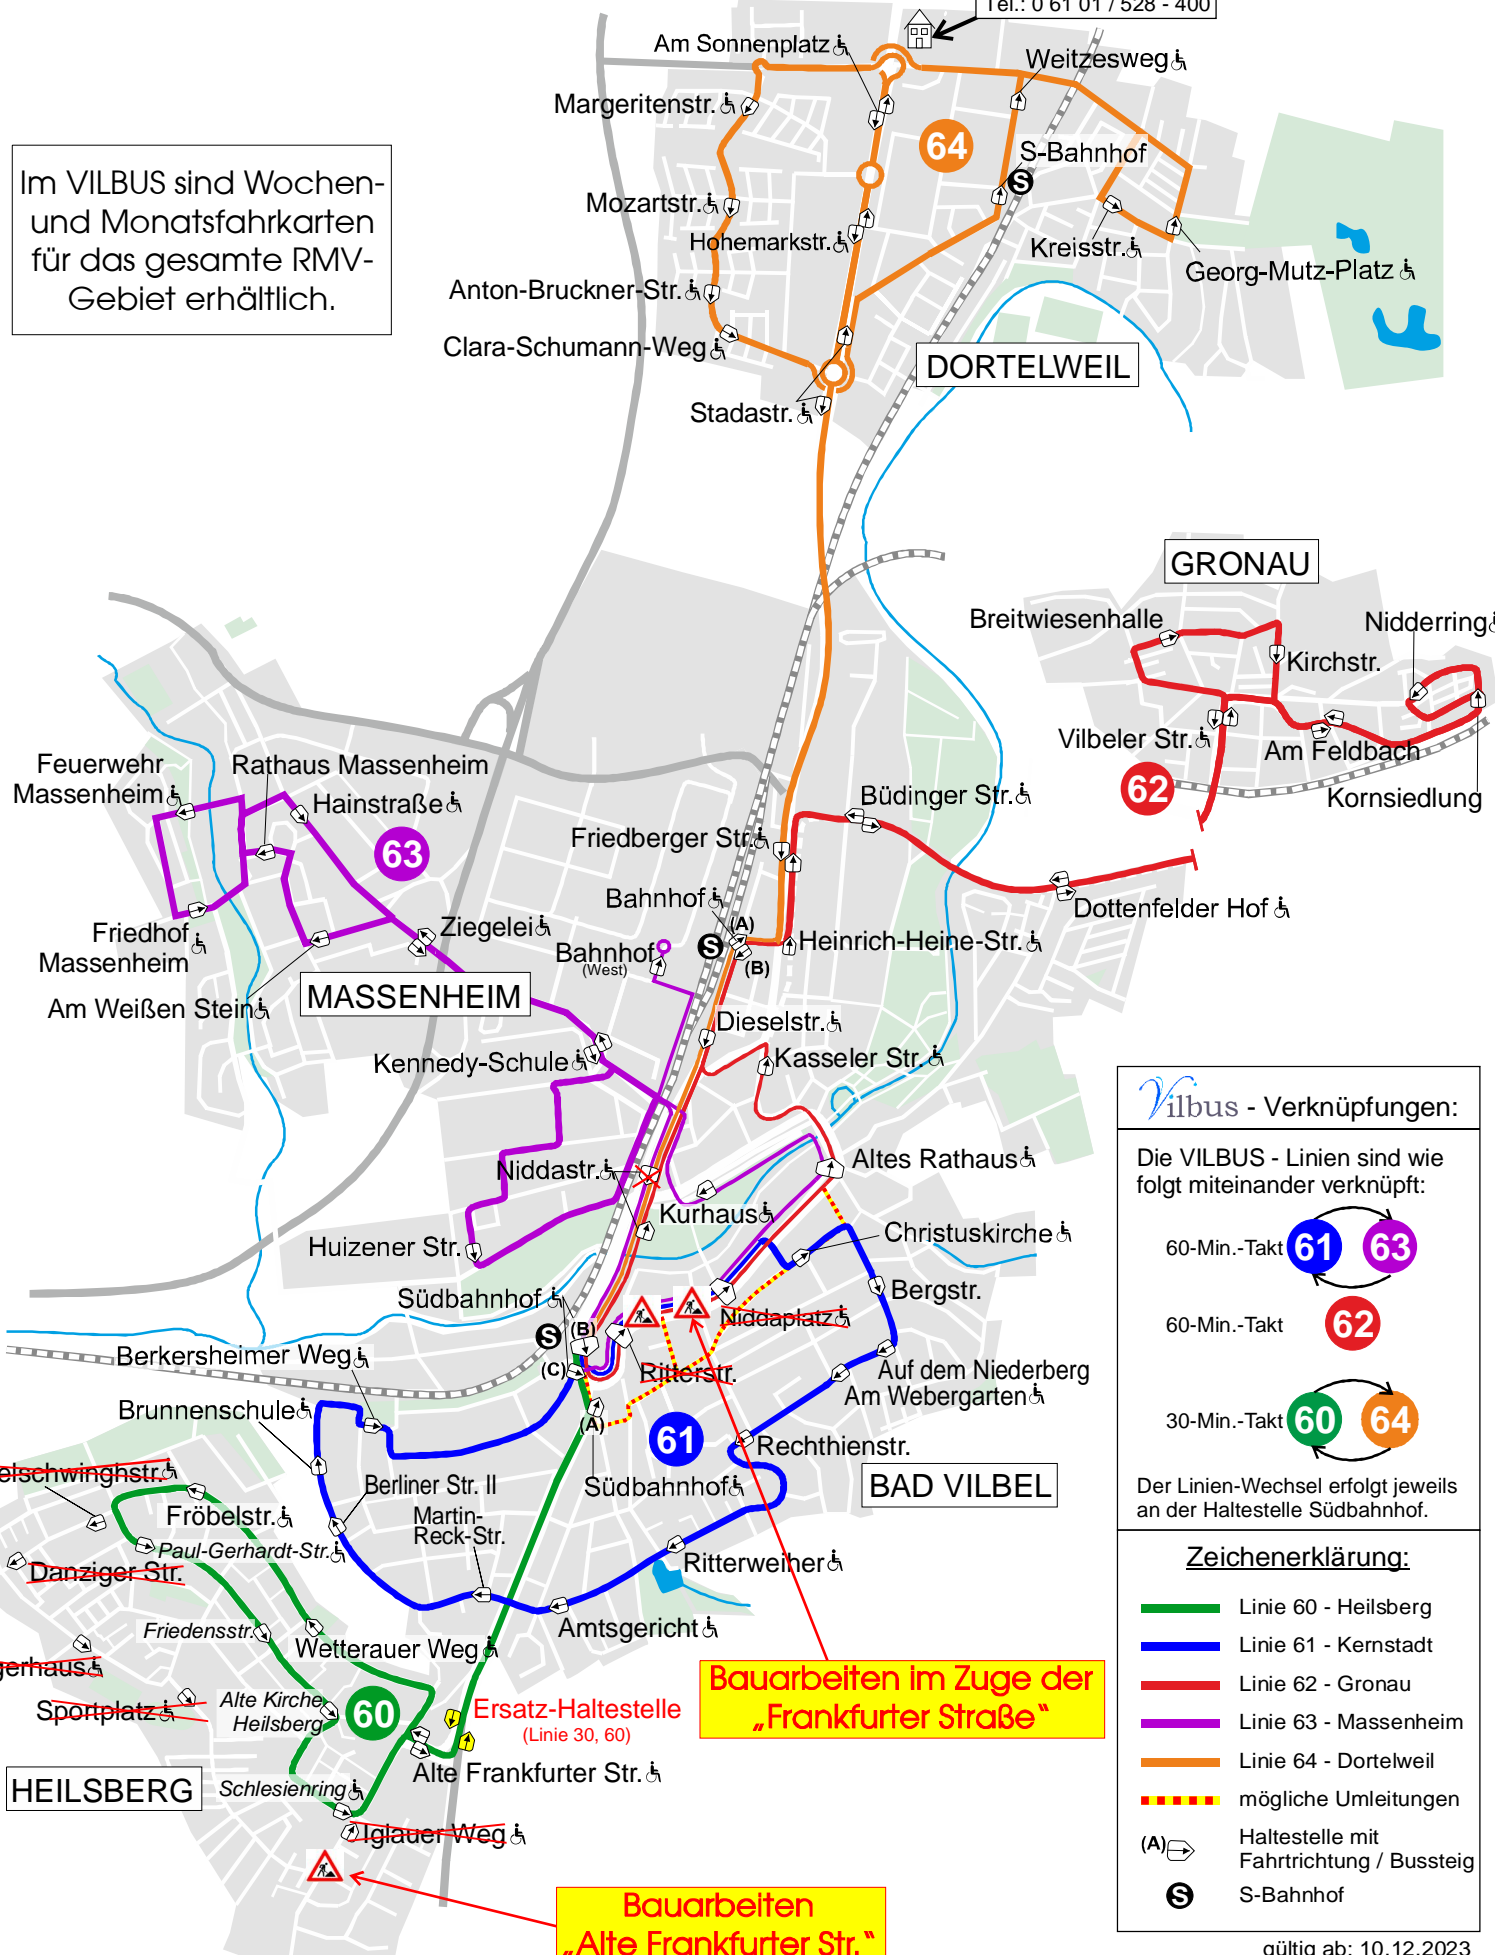 Tel.: 0 61 01 / 528 - 400
Am Sonnenplatz
Weitzesweg
Margeritenstr.
64
S-Bahnhof
S
Im VILBUS sind Wochen-
und Monatsfahrkarten
für das gesamte RMV-
Gebiet erhältlich.
Mozartstr.
Hohemarkstr.
Kreisstr.
Georg-Mutz-Platz
Anton-Bruckner-Str.
Clara-Schumann-Weg
DORTELWEIL
Stadastr.
GRONAU
Breitwiesenhalle
Nidderring
Kirchstr.
Vilbeler Str.
Am Feldbach
62
Kornsiedlung
Feuerwehr
Massenheim
Rathaus Massenheim
Hainstraße
63
Büdinger Str.
Friedberger Str.
Bahnhof
(A)
S
(B)
Dottenfelder Hof
Heinrich-Heine-Str.
Ziegelei
Bahnhof
(West)
Friedhof
Massenheim
Am Weißen Stein
MASSENHEIM
Dieselstr.
Kasseler Str.
Kennedy-Schule
Niddastr.
Altes Rathaus
Kurhaus
Huizener Str.
Christuskirche
Bergstr.
Südbahnhof
S
(B)
(C)
(A)
Niddaplatz
Ritterstr.
Berkersheimer Weg
Auf dem Niederberg
Am Webergarten
Brunnenschule
61
Rechthienstr.
BAD VILBEL
Südbahnhof
elschwinghstr.
Berliner Str. II
Martin-
Reck-Str.
Fröbelstr.
Paul-Gerhardt-Str.
Danziger Str.
Ritterweiher
Amtsgericht
Friedensstr.
Wetterauer Weg
gerhaus
Sportplatz
Alte Kirche
Heilsberg
60
Ersatz-Haltestelle
(Linie 30, 60)
Bauarbeiten im Zuge der
„Frankfurter Straße“
Alte Frankfurter Str.
HEILSBERG
Schlesienring
Iglauer Weg
Bauarbeiten
„Alte Frankfurter Str.“
Vilbus - Verknüpfungen:
Die VILBUS - Linien sind wie
folgt miteinander verknüpft:
60-Min.-Takt 61 63
60-Min.-Takt 62
30-Min.-Takt 60 64
Der Linien-Wechsel erfolgt jeweils
an der Haltestelle Südbahnhof.
Zeichenerklärung:
Linie 60 - Heilsberg
Linie 61 - Kernstadt
Linie 62 - Gronau
Linie 63 - Massenheim
Linie 64 - Dortelweil
mögliche Umleitungen
(A) Haltestelle mit
Fahrtrichtung / Bussteig
S S-Bahnhof
gültig ab: 10.12.2023